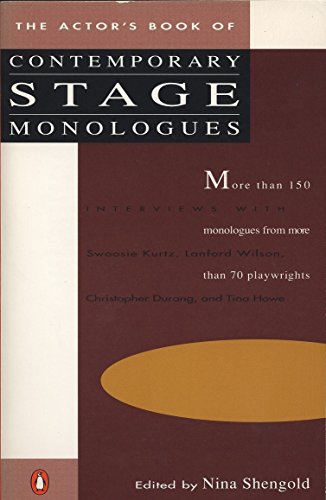 THE ACTOR'S BOOK OF
CONTEMPORARY
STAGE
MONOLOGUES
More than 150
INTERVIEWS WITH
monologues from more
Swoosie Kurtz, Lanford Wilson,
than 70 playwrights
Christopher Durang, and Tina Howe
Edited by Nina Shengold